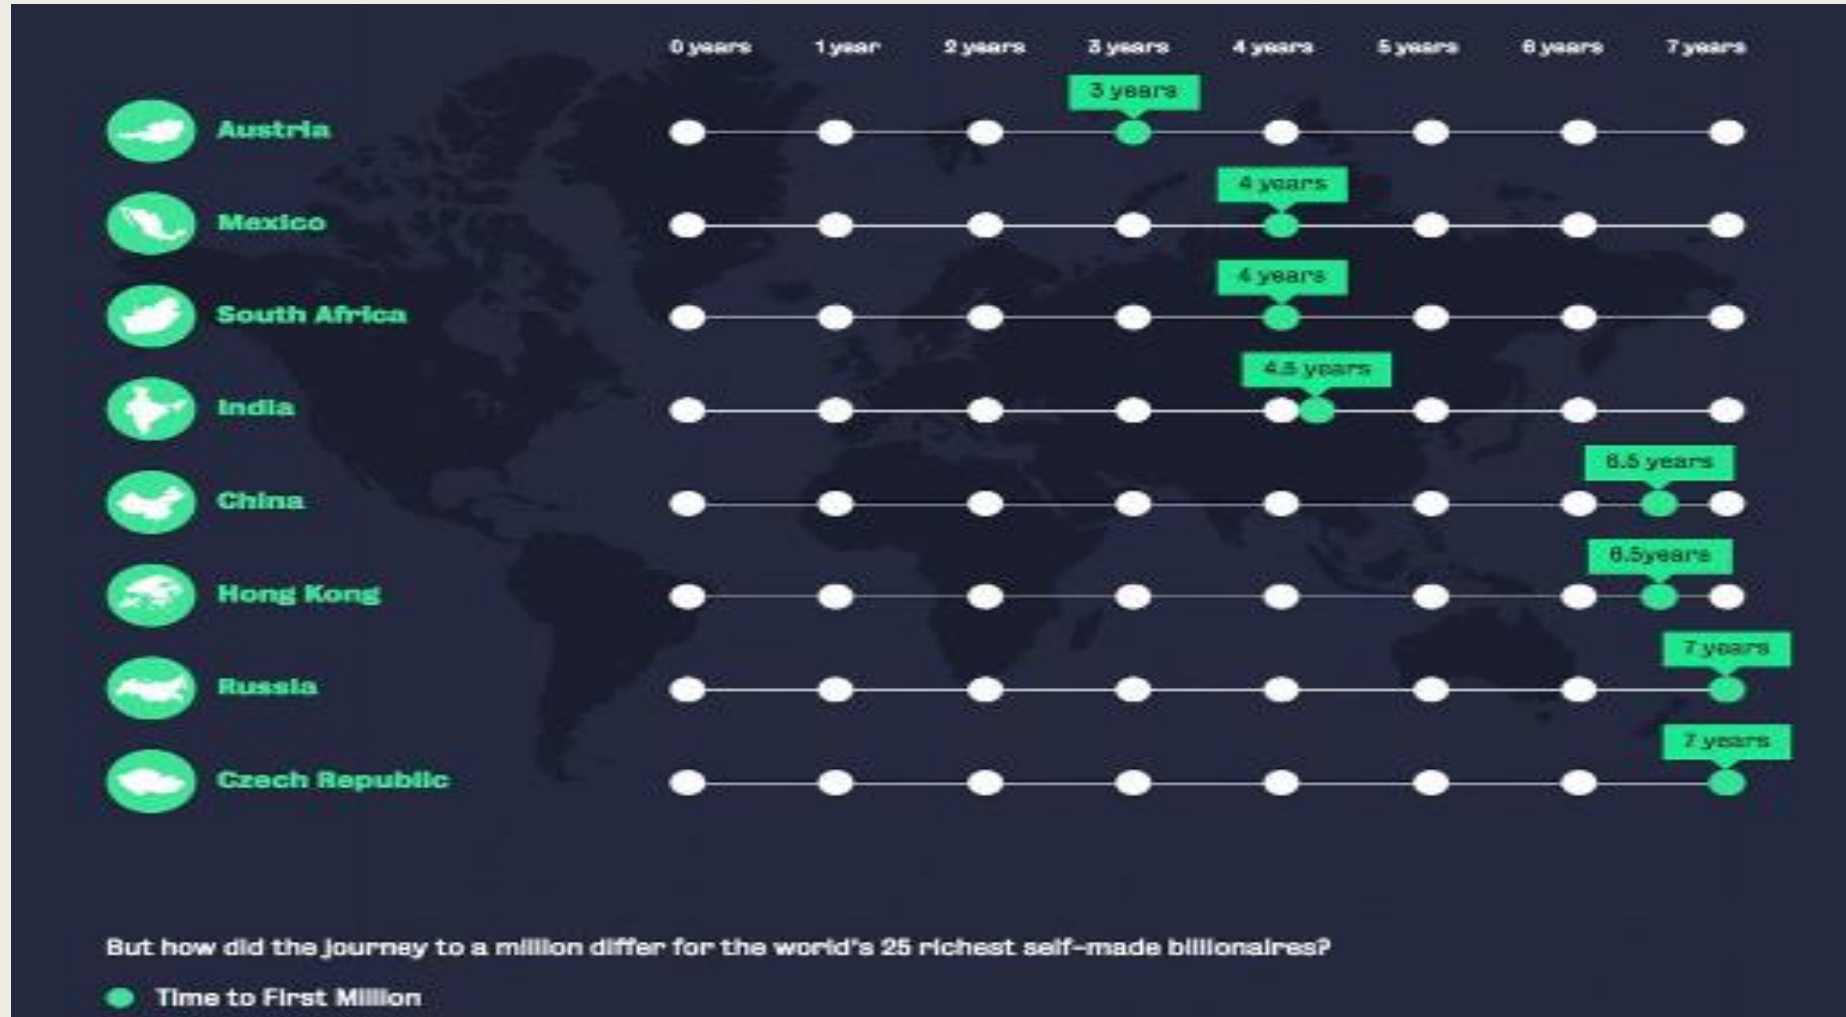 0 years 1 year 2 years 3 years 4 years 5 years 6 years 7 years
3 years
Austria
4 years
Mexico
4 years
South Africa
4.5 years
India
6.5 years
China
6.5years
Hong Kong
7 years
Russia
7 years
Czech Republic
But how did the journey to a million differ for the world's 25 richest self-made billionaires?
Time to First Million